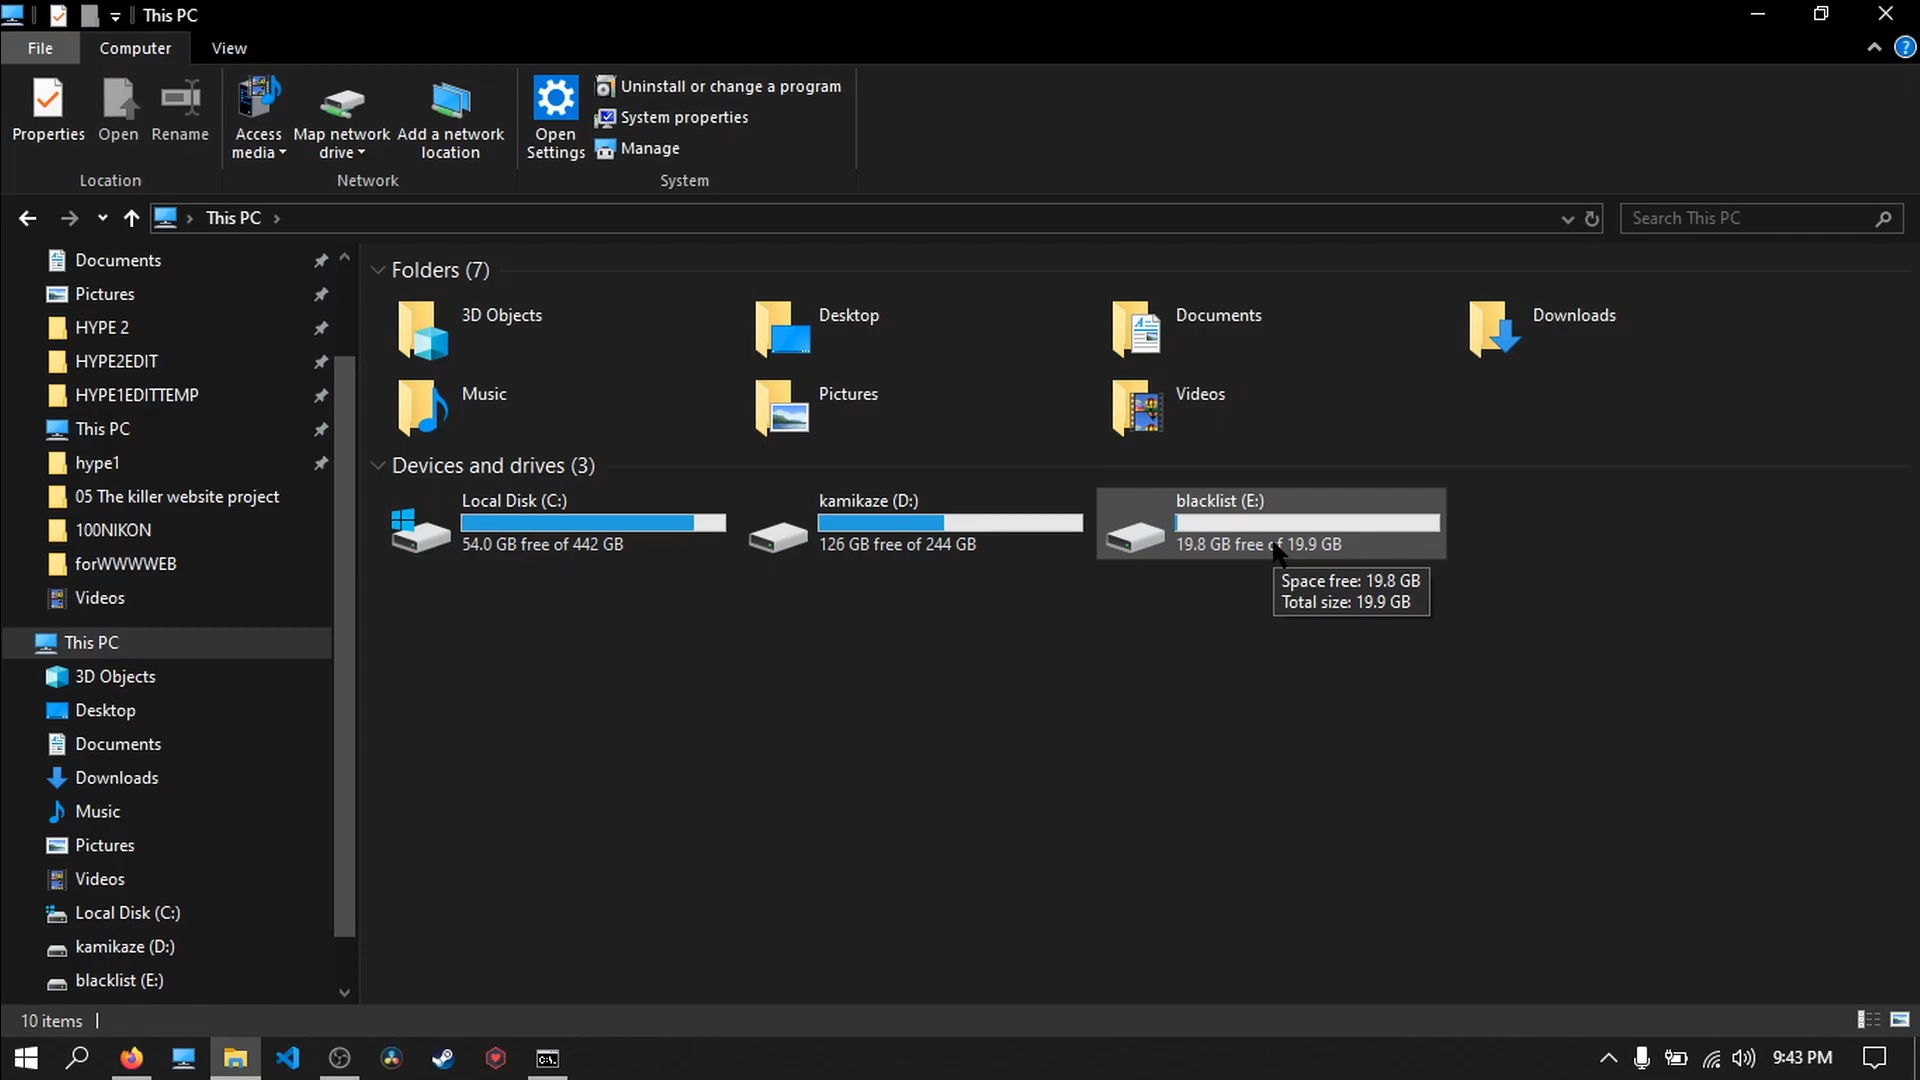 This PC
File
Computer
View
Properties
Open
Rename
Access
media
Map network
drive
Add a network
location
Open
Settings
Uninstall or change a program
System properties
Manage
Location
Network
System
This PC
Search This PC
Documents
Pictures
HYPE 2
HYPE2EDIT
HYPE1EDITTEMP
This PC
hype1
05 The killer website project
100NIKON
forWWWEB
Videos
This PC
3D Objects
Desktop
Documents
Downloads
Music
Pictures
Videos
Local Disk (C:)
kamikaze (D:)
blacklist (E:)
Folders (7)
3D Objects
Desktop
Documents
Downloads
Music
Pictures
Videos
Devices and drives (3)
Local Disk (C:)
54.0 GB free of 442 GB
kamikaze (D:)
126 GB free of 244 GB
blacklist (E:)
19.8 GB free of 19.9 GB
Space free: 19.8 GB
Total size: 19.9 GB
10 items
9:43 PM